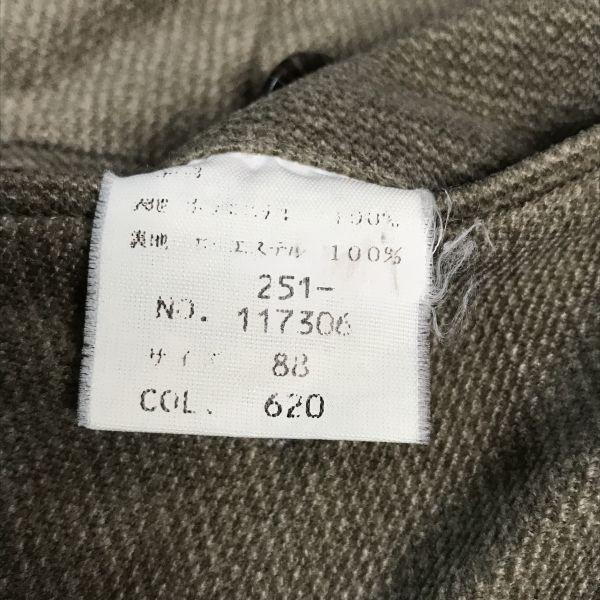 表地 100%
裏地 ポリエステル 100%
251-
NO. 117306
サイズ 88
COL. 620